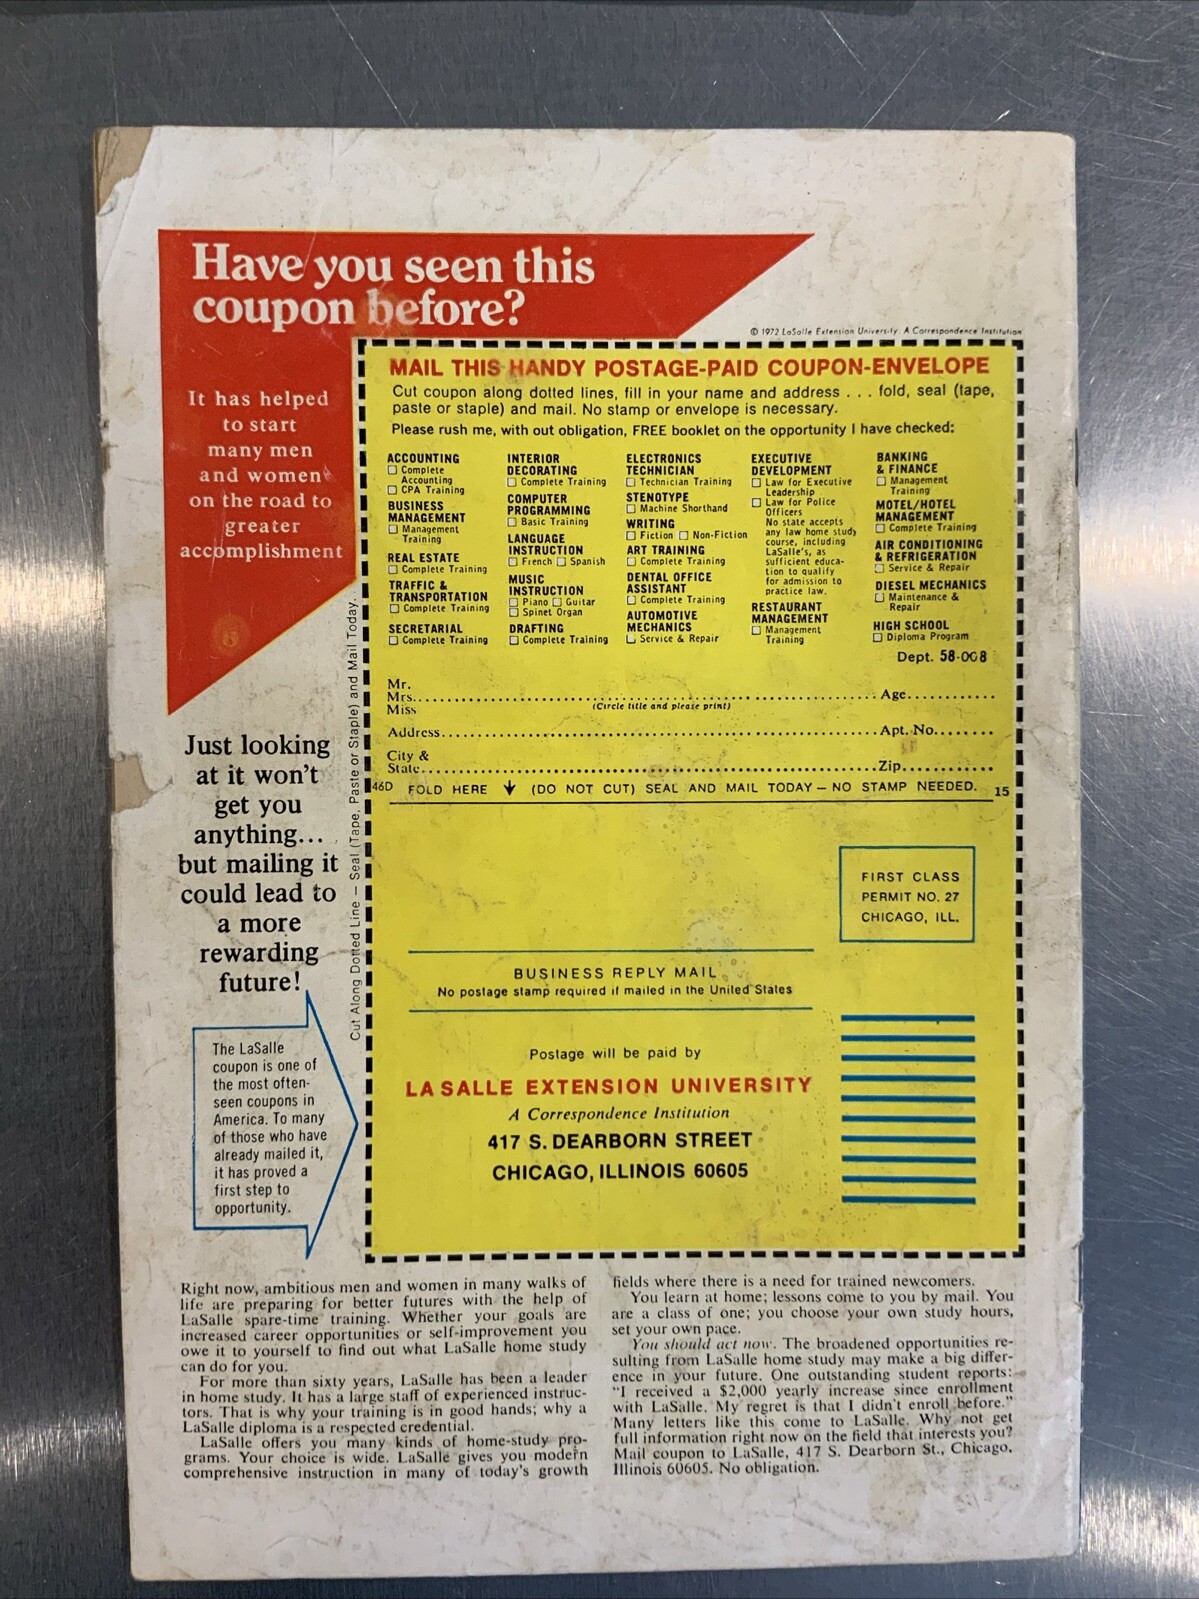 Have you seen this
coupon before?
It has helped
to start
many men
and women
on the road to
greater
accomplishment
© 1972 LaSalle Extension University. A Correspondence Institution
MAIL THIS HANDY POSTAGE-PAID COUPON-ENVELOPE
Cut coupon along dotted lines, fill in your name and address . . . fold, seal (tape,
paste or staple) and mail. No stamp or envelope is necessary.
Please rush me, with out obligation, FREE booklet on the opportunity I have checked:
ACCOUNTING
☐ Complete
Accounting
☐ CPA Training
BUSINESS
MANAGEMENT
☐ Management
Training
REAL ESTATE
☐ Complete Training
TRAFFIC &
TRANSPORTATION
☐ Complete Training
SECRETARIAL
☐ Complete Training
INTERIOR
DECORATING
☐ Complete Training
COMPUTER
PROGRAMMING
☐ Basic Training
LANGUAGE
INSTRUCTION
☐ French ☐ Spanish
MUSIC
INSTRUCTION
☐ Piano ☐ Guitar
☐ Spinet Organ
DRAFTING
☐ Complete Training
ELECTRONICS
TECHNICIAN
☐ Technician Training
STENOTYPE
☐ Machine Shorthand
WRITING
☐ Fiction ☐ Non-Fiction
ART TRAINING
☐ Complete Training
DENTAL OFFICE
ASSISTANT
☐ Complete Training
AUTOMOTIVE
MECHANICS
☐ Service & Repair
EXECUTIVE
DEVELOPMENT
☐ Law for Executive
Leadership
☐ Law for Police
Officers
No state accepts
any law home study
course, including
LaSalle's, as
sufficient educa-
tion to qualify
for admission to
practice law.
RESTAURANT
MANAGEMENT
☐ Management
Training
BANKING
& FINANCE
☐ Management
Training
MOTEL/HOTEL
MANAGEMENT
☐ Complete Training
AIR CONDITIONING
& REFRIGERATION
☐ Service & Repair
DIESEL MECHANICS
☐ Maintenance &
Repair
HIGH SCHOOL
☐ Diploma Program
Dept. 58-008
Mr.
Mrs. Age
Miss (Circle title and please print)
Address Apt. No.
City &
State Zip
46D FOLD HERE ↓ (DO NOT CUT) SEAL AND MAIL TODAY — NO STAMP NEEDED. 15
Cut Along Dotted Line — Seal (Tape, Paste or Staple) and Mail Today.
FIRST CLASS
PERMIT NO. 27
CHICAGO, ILL.
BUSINESS REPLY MAIL
No postage stamp required if mailed in the United States
Postage will be paid by
LA SALLE EXTENSION UNIVERSITY
A Correspondence Institution
417 S. DEARBORN STREET
CHICAGO, ILLINOIS 60605
Just looking
at it won't
get you
anything...
but mailing it
could lead to
a more
rewarding
future!
The LaSalle
coupon is one of
the most often-
seen coupons in
America. To many
of those who have
already mailed it,
it has proved a
first step to
opportunity.
Right now, ambitious men and women in many walks of
life are preparing for better futures with the help of
LaSalle spare-time training. Whether your goals are
increased career opportunities or self-improvement you
owe it to yourself to find out what LaSalle home study
can do for you.
For more than sixty years, LaSalle has been a leader
in home study. It has a large staff of experienced instruc-
tors. That is why your training is in good hands; why a
LaSalle diploma is a respected credential.
LaSalle offers you many kinds of home-study pro-
grams. Your choice is wide. LaSalle gives you modern
comprehensive instruction in many of today's growth
fields where there is a need for trained newcomers.
You learn at home; lessons come to you by mail. You
are a class of one; you choose your own study hours,
set your own pace.
You should act now. The broadened opportunities re-
sulting from LaSalle home study may make a big differ-
ence in your future. One outstanding student reports:
"I received a $2,000 yearly increase since enrollment
with LaSalle. My regret is that I didn't enroll before."
Many letters like this come to LaSalle. Why not get
full information right now on the field that interests you?
Mail coupon to LaSalle, 417 S. Dearborn St., Chicago,
Illinois 60605. No obligation.